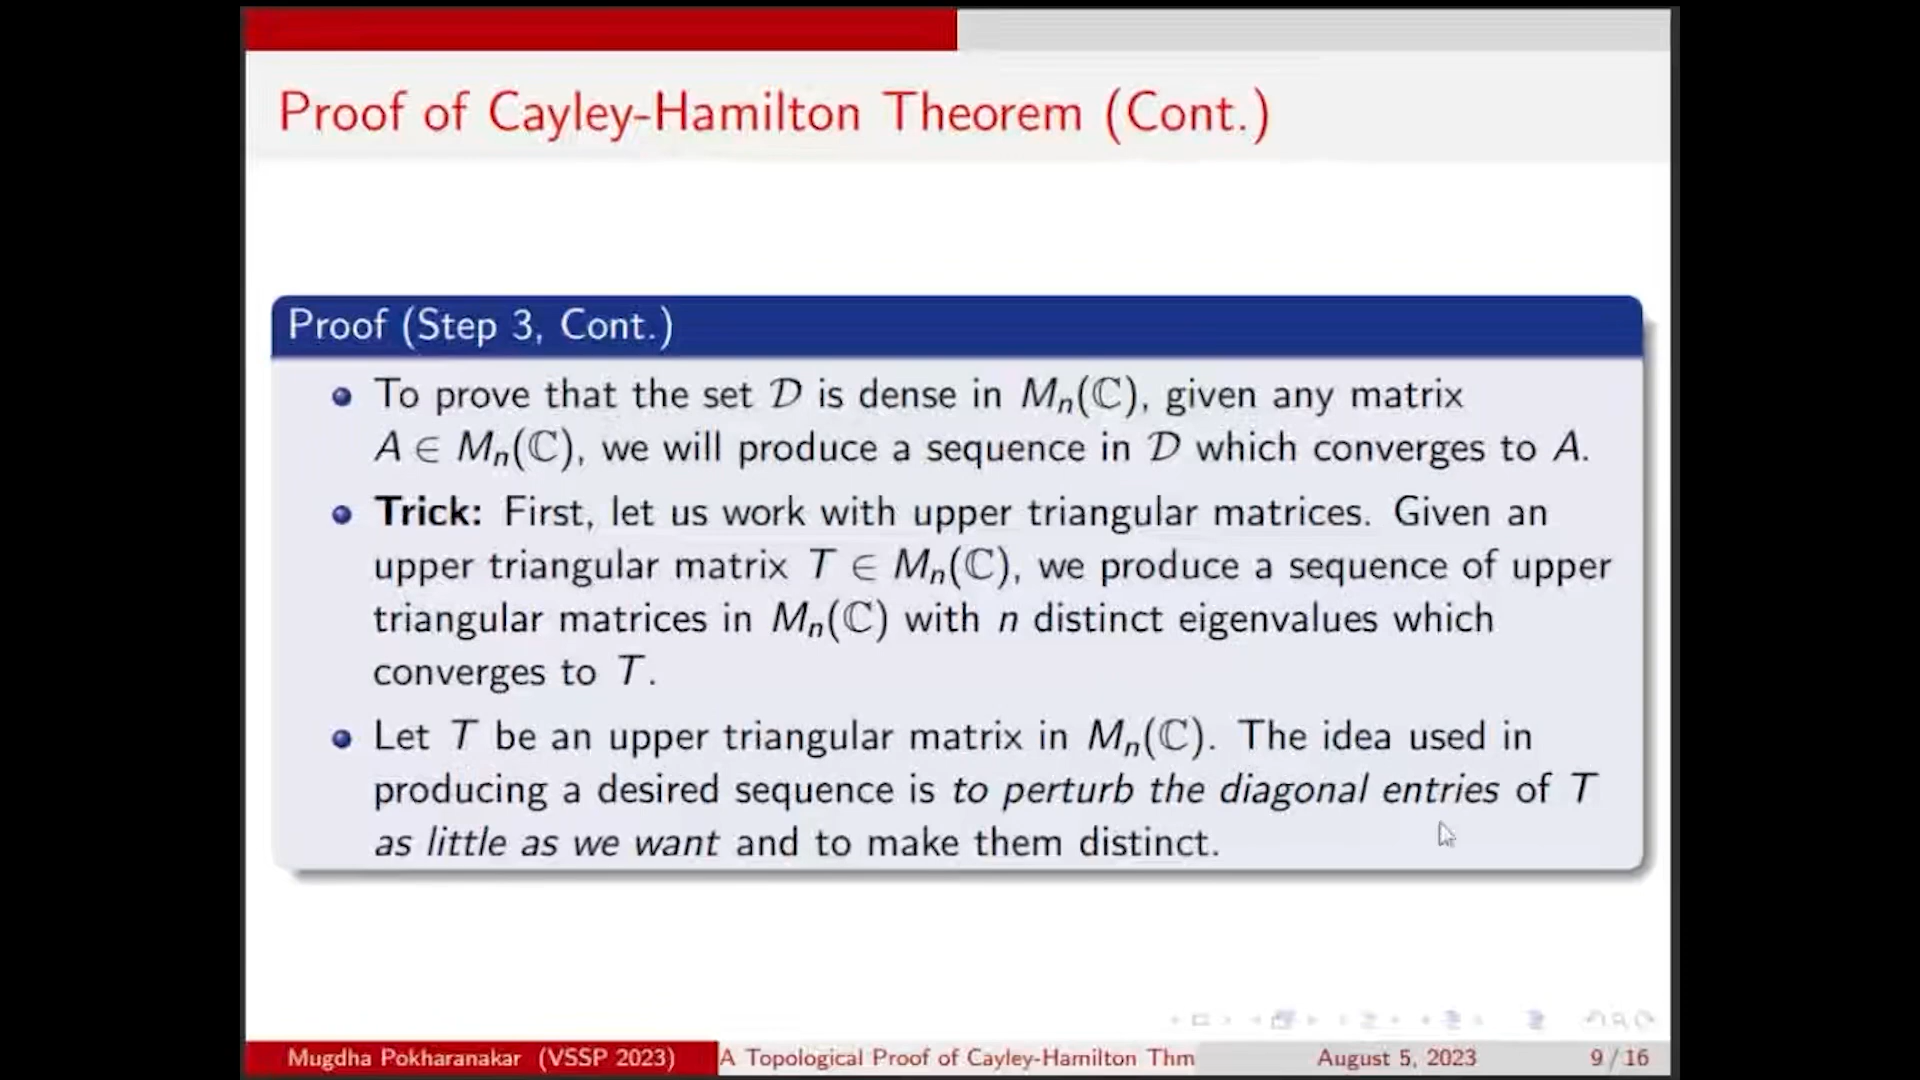 Proof of Cayley-Hamilton Theorem (Cont.)
Proof (Step 3, Cont.)
To prove that the set 𝒟 is dense in Mₙ(ℂ), given any matrix
A ∈ Mₙ(ℂ), we will produce a sequence in 𝒟 which converges to A.
Trick: First, let us work with upper triangular matrices. Given an
upper triangular matrix T ∈ Mₙ(ℂ), we produce a sequence of upper
triangular matrices in Mₙ(ℂ) with n distinct eigenvalues which
converges to T.
Let T be an upper triangular matrix in Mₙ(ℂ). The idea used in
producing a desired sequence is to perturb the diagonal entries of T
as little as we want and to make them distinct.
Mugdha Pokharanakar (VSSP 2023) A Topological Proof of Cayley-Hamilton Thm August 5, 2023 9 / 16